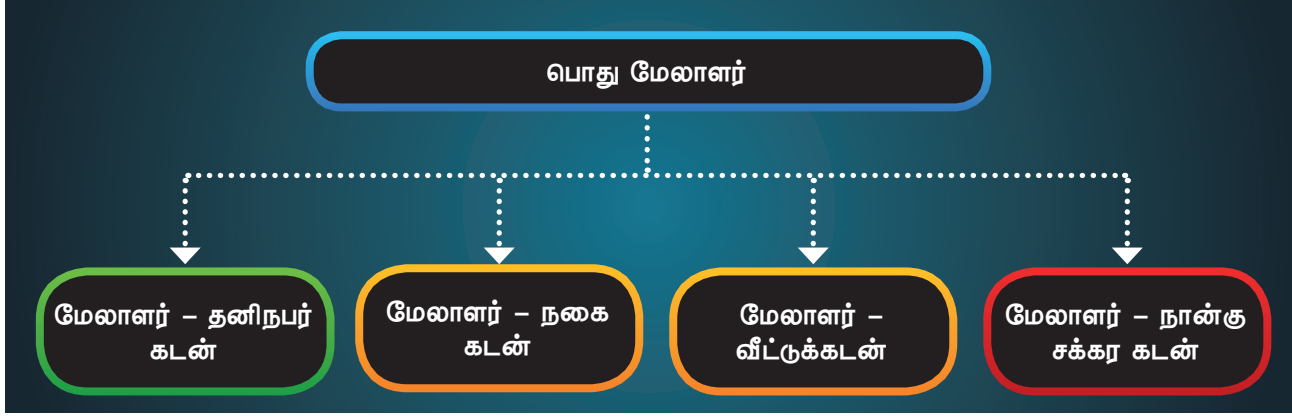 பொது மேலாளர்
மேலாளர் – தனிநபர்
கடன்
மேலாளர் – நகை
கடன்
மேலாளர் –
வீட்டுக்கடன்
மேலாளர் – நான்கு
சக்கர கடன்